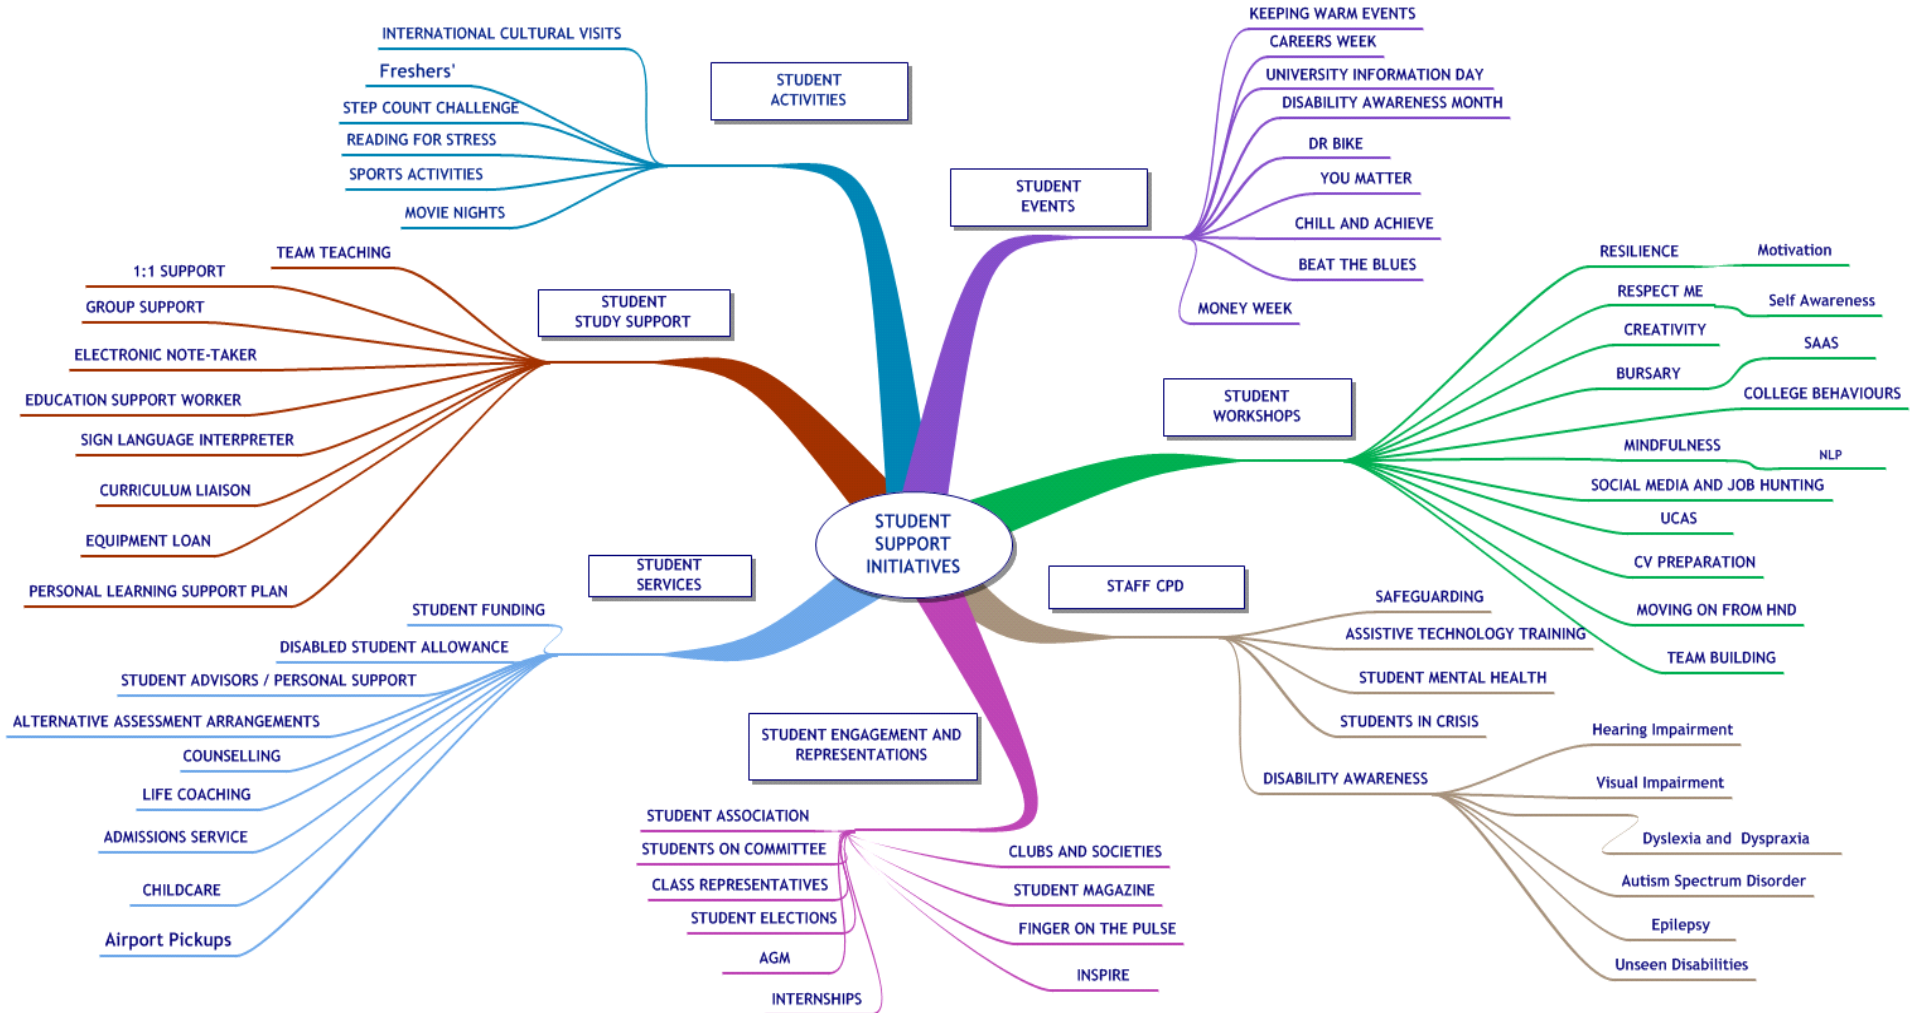 INTERNATIONAL CULTURAL VISITS
Freshers'
STEP COUNT CHALLENGE
READING FOR STRESS
SPORTS ACTIVITIES
MOVIE NIGHTS
STUDENT
ACTIVITIES
KEEPING WARM EVENTS
CAREERS WEEK
UNIVERSITY INFORMATION DAY
DISABILITY AWARENESS MONTH
DR BIKE
YOU MATTER
CHILL AND ACHIEVE
BEAT THE BLUES
MONEY WEEK
STUDENT
EVENTS
TEAM TEACHING
1:1 SUPPORT
GROUP SUPPORT
ELECTRONIC NOTE-TAKER
EDUCATION SUPPORT WORKER
SIGN LANGUAGE INTERPRETER
CURRICULUM LIAISON
EQUIPMENT LOAN
PERSONAL LEARNING SUPPORT PLAN
STUDENT
STUDY SUPPORT
RESILIENCE
Motivation
RESPECT ME
Self Awareness
CREATIVITY
SAAS
BURSARY
COLLEGE BEHAVIOURS
MINDFULNESS
NLP
SOCIAL MEDIA AND JOB HUNTING
UCAS
CV PREPARATION
MOVING ON FROM HND
TEAM BUILDING
STUDENT
WORKSHOPS
STUDENT
SUPPORT
INITIATIVES
STUDENT
SERVICES
STUDENT FUNDING
DISABLED STUDENT ALLOWANCE
STUDENT ADVISORS / PERSONAL SUPPORT
ALTERNATIVE ASSESSMENT ARRANGEMENTS
COUNSELLING
LIFE COACHING
ADMISSIONS SERVICE
CHILDCARE
Airport Pickups
STAFF CPD
SAFEGUARDING
ASSISTIVE TECHNOLOGY TRAINING
STUDENT MENTAL HEALTH
STUDENTS IN CRISIS
DISABILITY AWARENESS
Hearing Impairment
Visual Impairment
Dyslexia and Dyspraxia
Autism Spectrum Disorder
Epilepsy
Unseen Disabilities
STUDENT ENGAGEMENT AND
REPRESENTATIONS
STUDENT ASSOCIATION
STUDENTS ON COMMITTEE
CLASS REPRESENTATIVES
STUDENT ELECTIONS
AGM
INTERNSHIPS
CLUBS AND SOCIETIES
STUDENT MAGAZINE
FINGER ON THE PULSE
INSPIRE